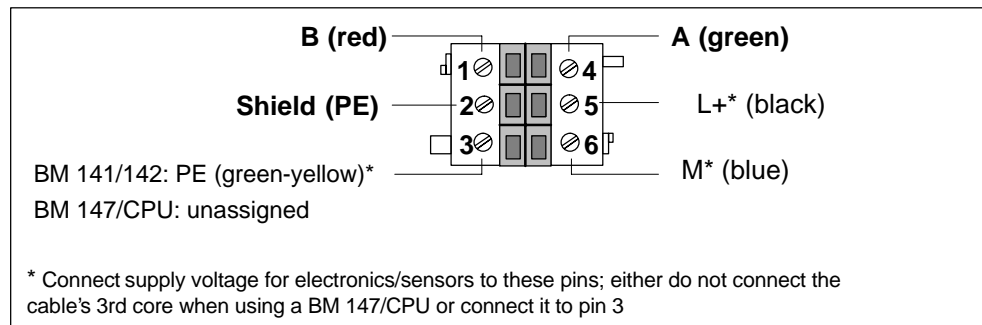 B (red) A (green)
1 4
Shield (PE) 2 5 L+* (black)
3 6
BM 141/142: PE (green-yellow)* M* (blue)
BM 147/CPU: unassigned
* Connect supply voltage for electronics/sensors to these pins; either do not connect the
cable's 3rd core when using a BM 147/CPU or connect it to pin 3